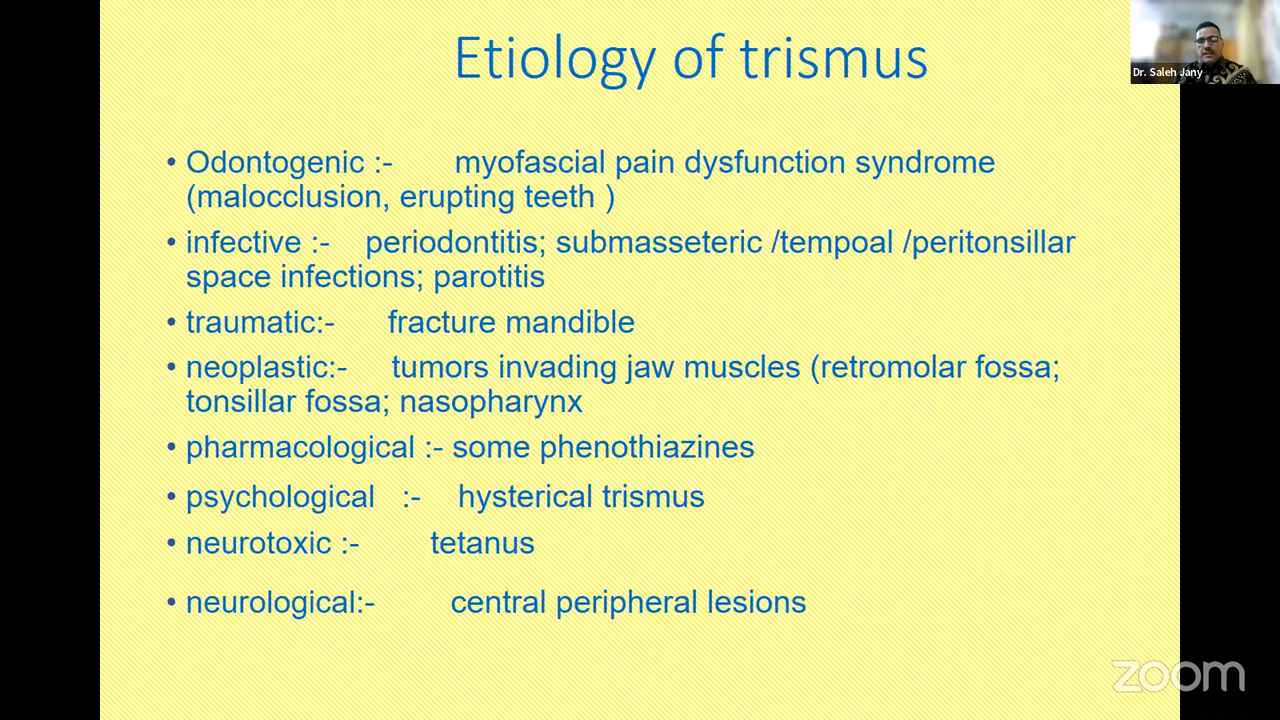 Etiology of trismus
Dr. Saleh Jany
• Odontogenic :- myofascial pain dysfunction syndrome
(malocclusion, erupting teeth )
• infective :- periodontitis; submasseteric /tempoal /peritonsillar
space infections; parotitis
• traumatic:- fracture mandible
• neoplastic:- tumors invading jaw muscles (retromolar fossa;
tonsillar fossa; nasopharynx
• pharmacological :- some phenothiazines
• psychological :- hysterical trismus
• neurotoxic :- tetanus
• neurological:- central peripheral lesions
zoom